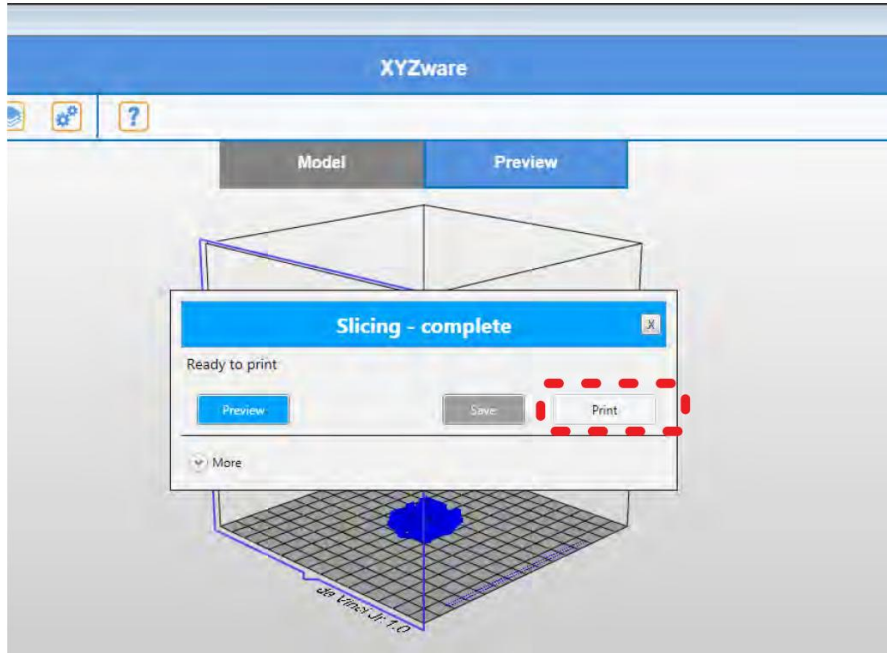 XYZware
?
Model Preview
Slicing - complete X
Ready to print
Preview Save Print
More
da Vinci Jr. 1.0